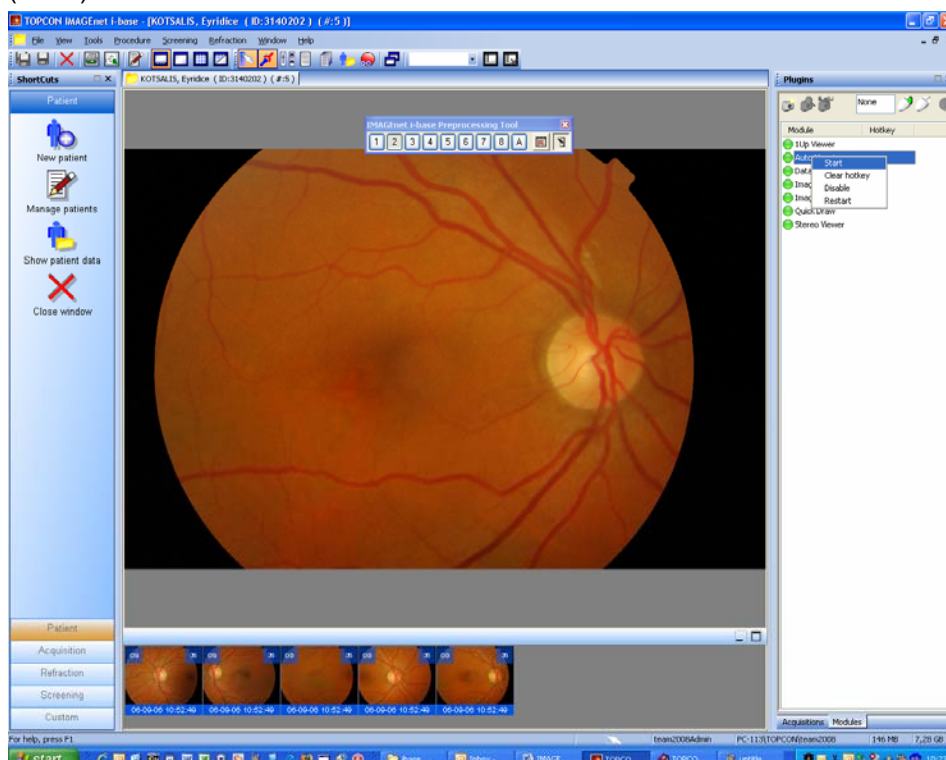 TOPCON IMAGEnet i-base - [KOTSALIS, Eyridice ( ID:3140202 ) ( #:5 )]
File View Tools Procedure Screening Refraction Window Help
ShortCuts
KOTSALIS, Eyridice ( ID:3140202 ) ( #:5 )
Plugins
Patient
New patient
Manage patients
Show patient data
Close window
IMAGEnet i-base Preprocessing Tool
1 2 3 4 5 6 7 8 A
None
Module Hotkey
1Up Viewer
Start
Clear hotkey
Disable
Restart
Quick Draw
Stereo Viewer
Patient
Acquisition
Refraction
Screening
Custom
06-09-06 10:52:49 06-09-06 10:52:49 06-09-06 10:52:49 06-09-06 10:52:49 06-09-06 10:52:49
Acquisitions Modules
For help, press F1
team2008Admin PC-113\TOPCON\team2008 146 MB 7,28 GB
start